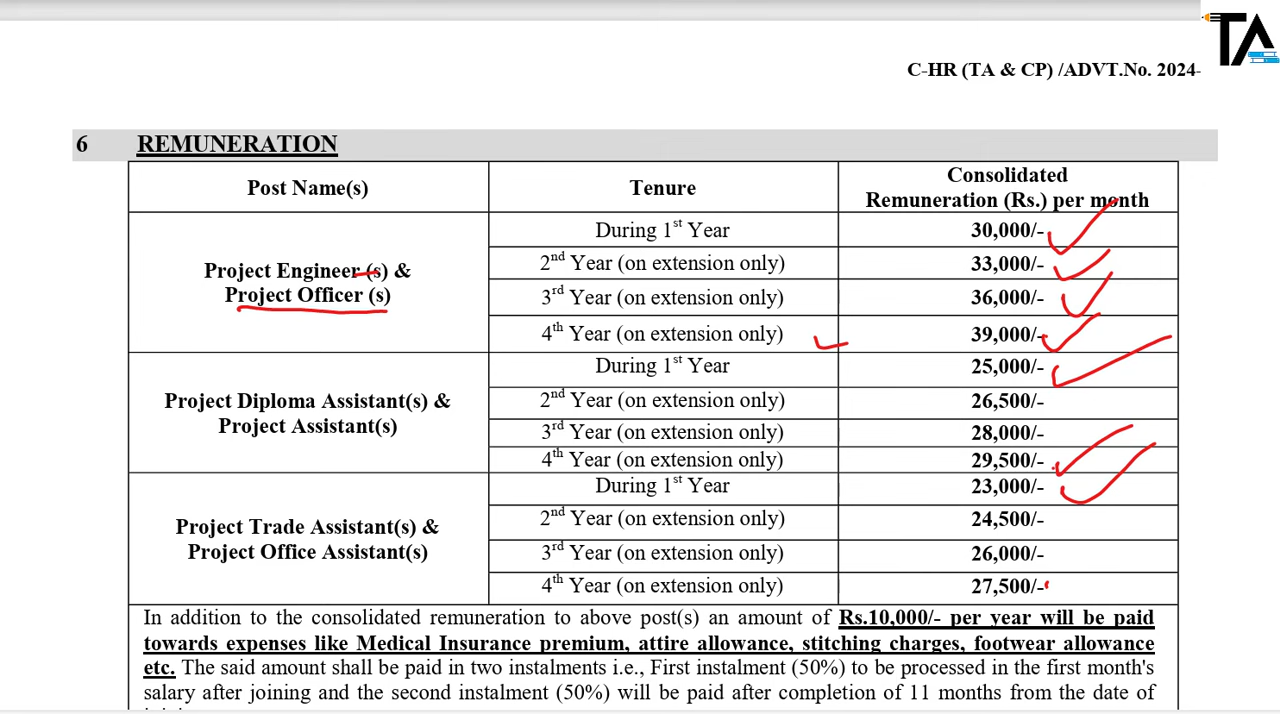 TA
C-HR (TA & CP) /ADVT.No. 2024-
6 REMUNERATION
Post Name(s) Tenure Consolidated
Remuneration (Rs.) per month
Project Engineer (s) &
Project Officer (s)
During 1st Year 30,000/-
2nd Year (on extension only) 33,000/-
3rd Year (on extension only) 36,000/-
4th Year (on extension only) 39,000/-
Project Diploma Assistant(s) &
Project Assistant(s)
During 1st Year 25,000/-
2nd Year (on extension only) 26,500/-
3rd Year (on extension only) 28,000/-
4th Year (on extension only) 29,500/-
Project Trade Assistant(s) &
Project Office Assistant(s)
During 1st Year 23,000/-
2nd Year (on extension only) 24,500/-
3rd Year (on extension only) 26,000/-
4th Year (on extension only) 27,500/-
In addition to the consolidated remuneration to above post(s) an amount of Rs.10,000/- per year will be paid
towards expenses like Medical Insurance premium, attire allowance, stitching charges, footwear allowance
etc. The said amount shall be paid in two instalments i.e., First instalment (50%) to be processed in the first month's
salary after joining and the second instalment (50%) will be paid after completion of 11 months from the date of